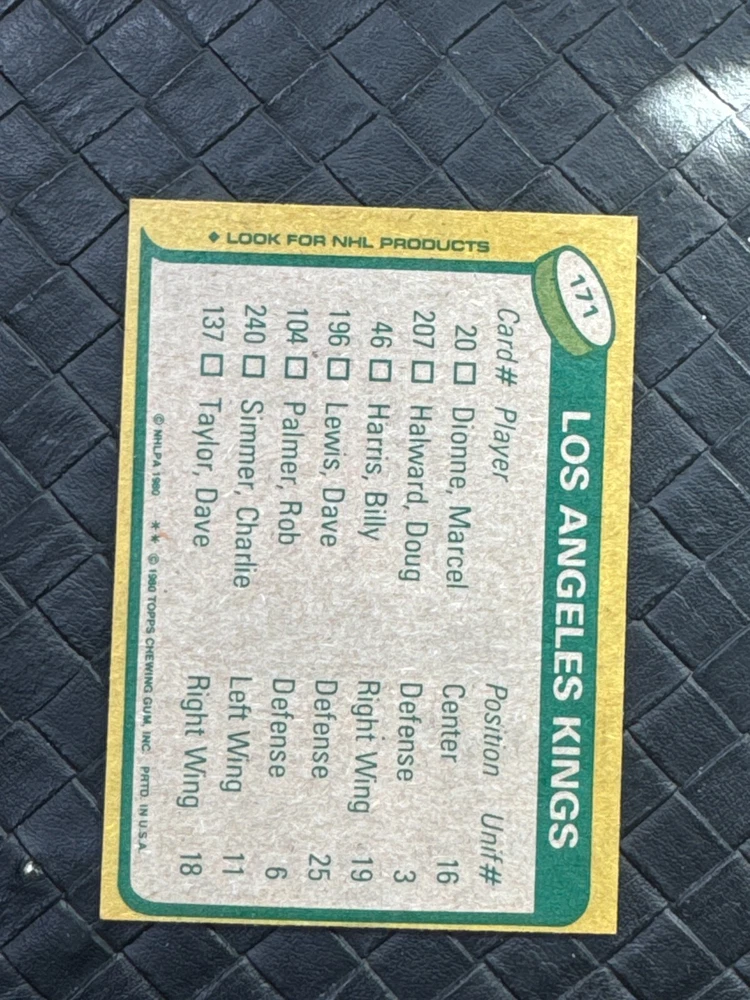 171
LOS ANGELES KINGS
Card # Player Position Unif #
20 □ Dionne, Marcel Center 16
207 □ Halward, Doug Defense 3
46 □ Harris, Billy Right Wing 19
196 □ Lewis, Dave Defense 25
104 □ Palmer, Rob Defense 6
240 □ Simmer, Charlie Left Wing 11
137 □ Taylor, Dave Right Wing 18
© NHLPA 1980 ** © 1980 TOPPS CHEWING GUM, INC. PRTD. IN U.S.A.
◆ LOOK FOR NHL PRODUCTS